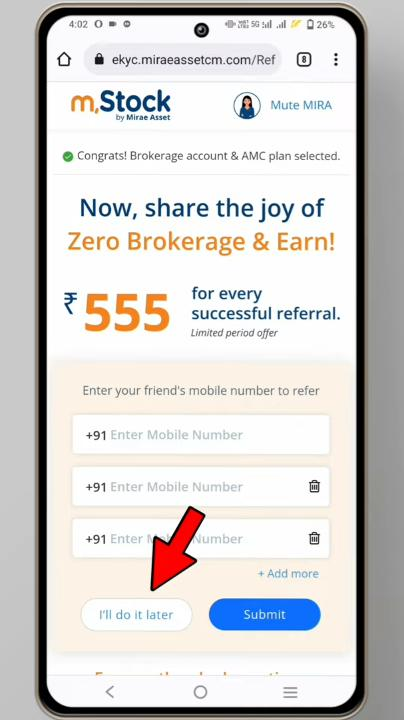 4:02 5G 26%
ekyc.miraeassetcm.com/Ref 8
m.Stock
by Mirae Asset
Mute MIRA
Congrats! Brokerage account & AMC plan selected.
Now, share the joy of
Zero Brokerage & Earn!
₹555
for every
successful referral.
Limited period offer
Enter your friend's mobile number to refer
+91 Enter Mobile Number
+91 Enter Mobile Number
+91 Enter Mobile Number
+ Add more
I'll do it later
Submit